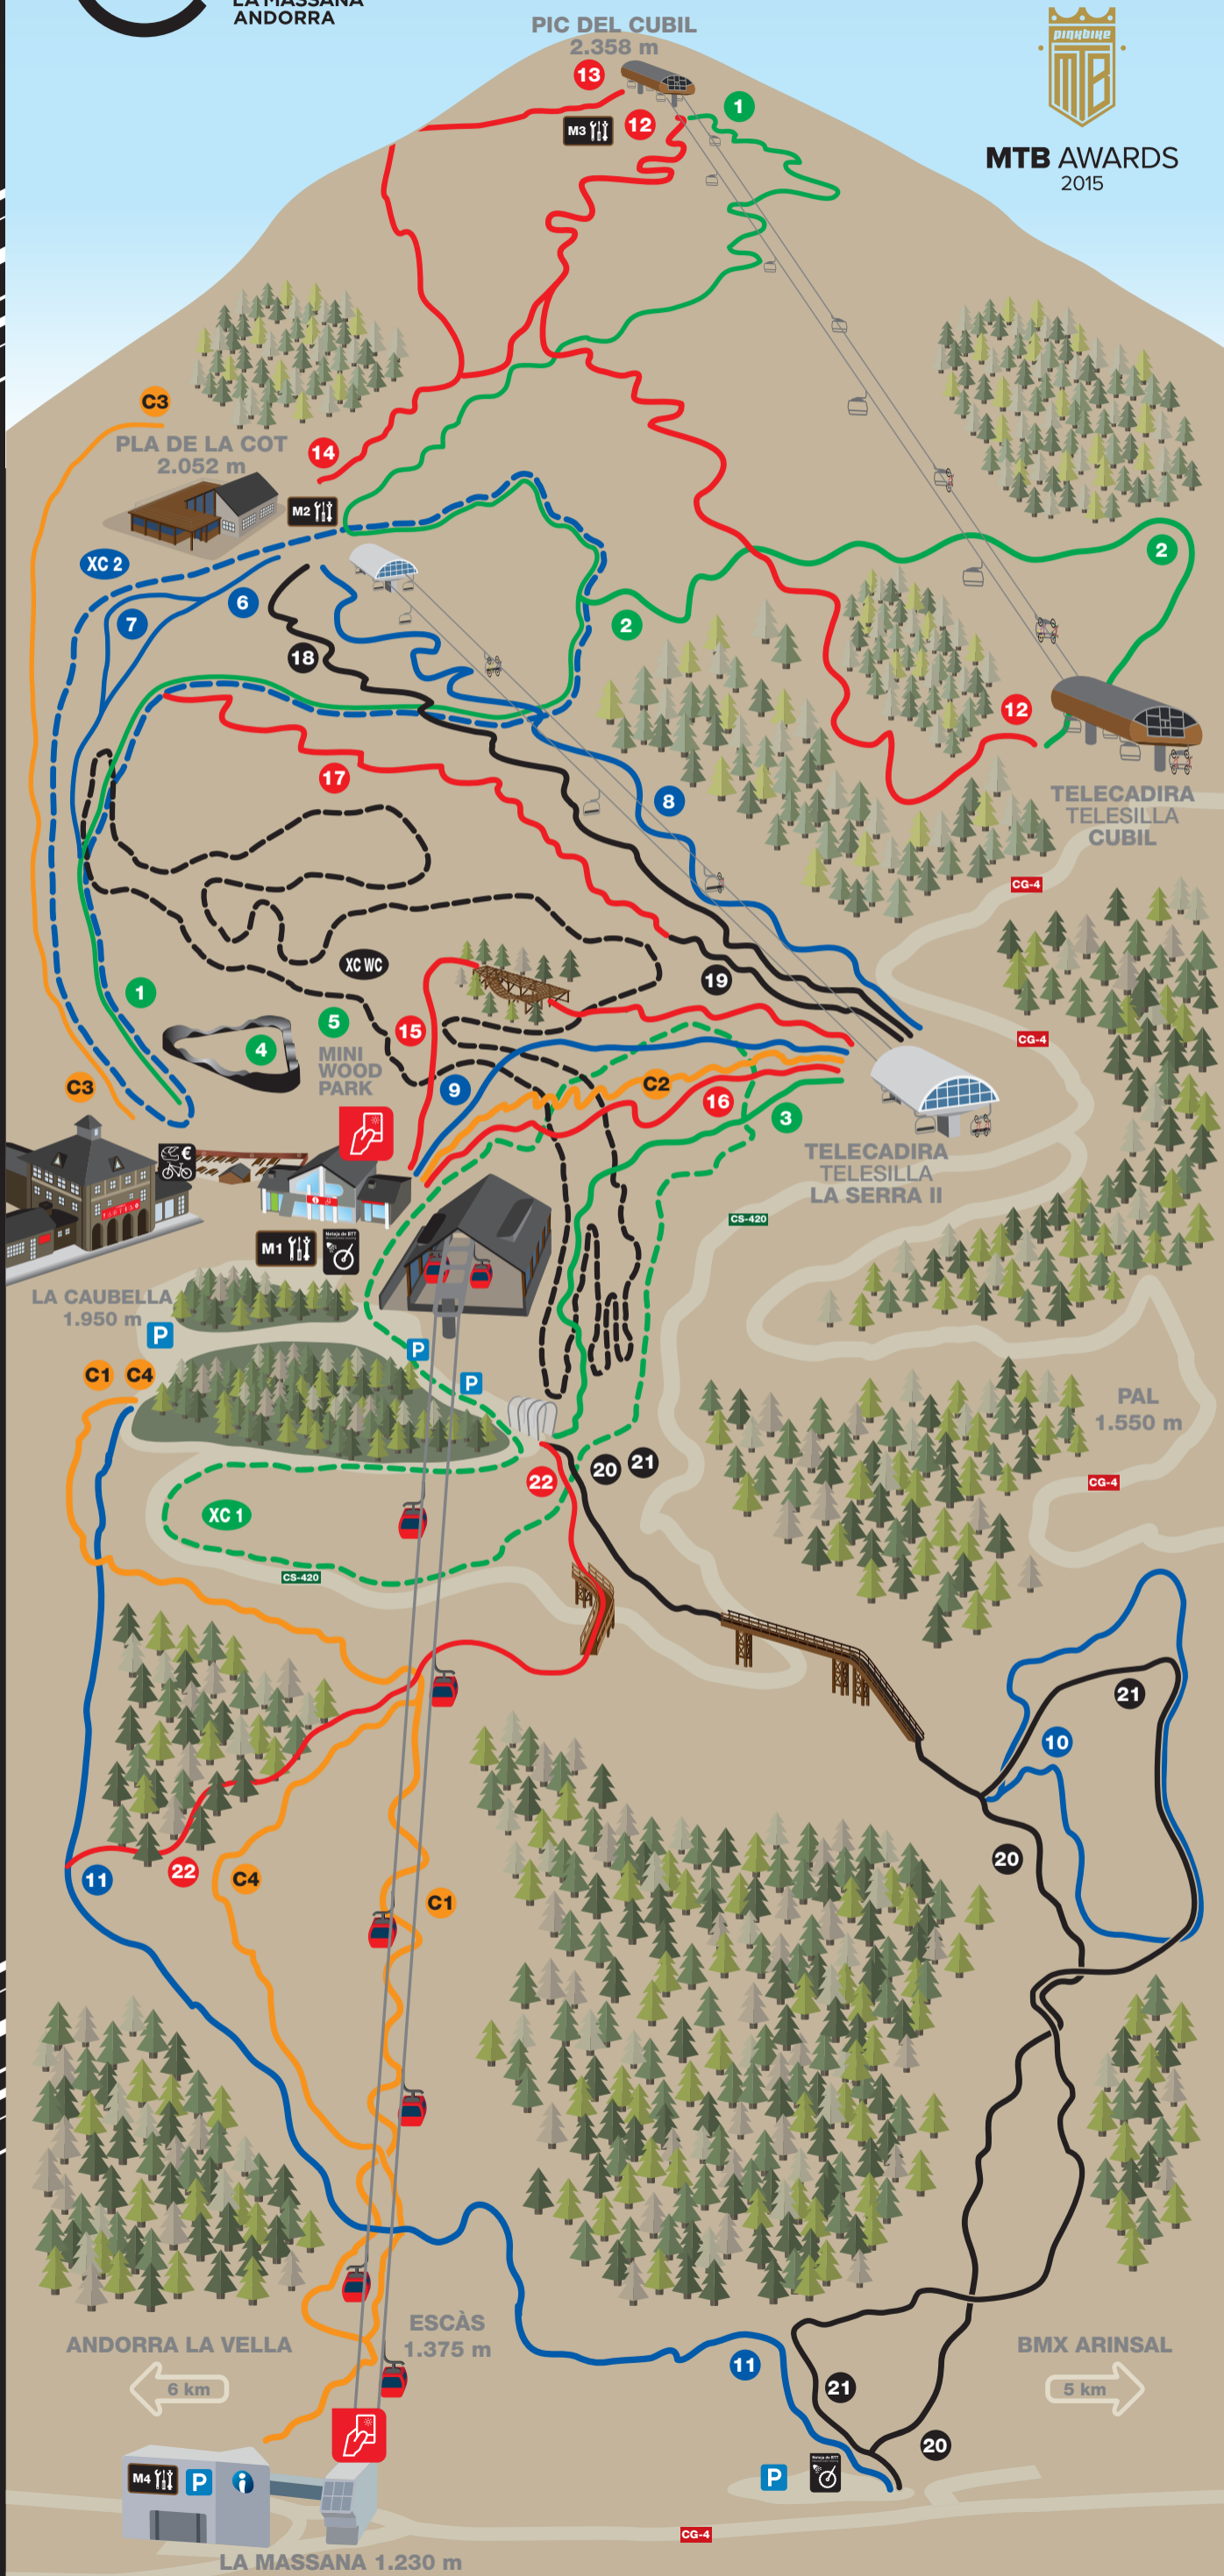 LA MASSANA
ANDORRA
PIC DEL CUBIL
2.358 m
pinkbike
MTB
MTB AWARDS
2015
13
M3
12
1
C3
PLA DE LA COT
2.052 m
14
M2
XC 2
7
6
18
2
2
12
17
8
TELECADIRA
TELESILLA
CUBIL
CG-4
XC WC
19
1
5
4
MINI
WOOD
PARK
15
CG-4
C3
9
C2
16
3
TELECADIRA
TELESILLA
LA SERRA II
€
M1
CS-420
LA CAUBELLA
1.950 m
P
P
P
C1
C4
PAL
1.550 m
CG-4
22
20
21
XC 1
CS-420
21
10
20
11
22
C4
C1
ESCÀS
1.375 m
ANDORRA LA VELLA
6 km
BMX ARINSAL
5 km
11
21
20
M4
P
i
P
CG-4
LA MASSANA 1.230 m